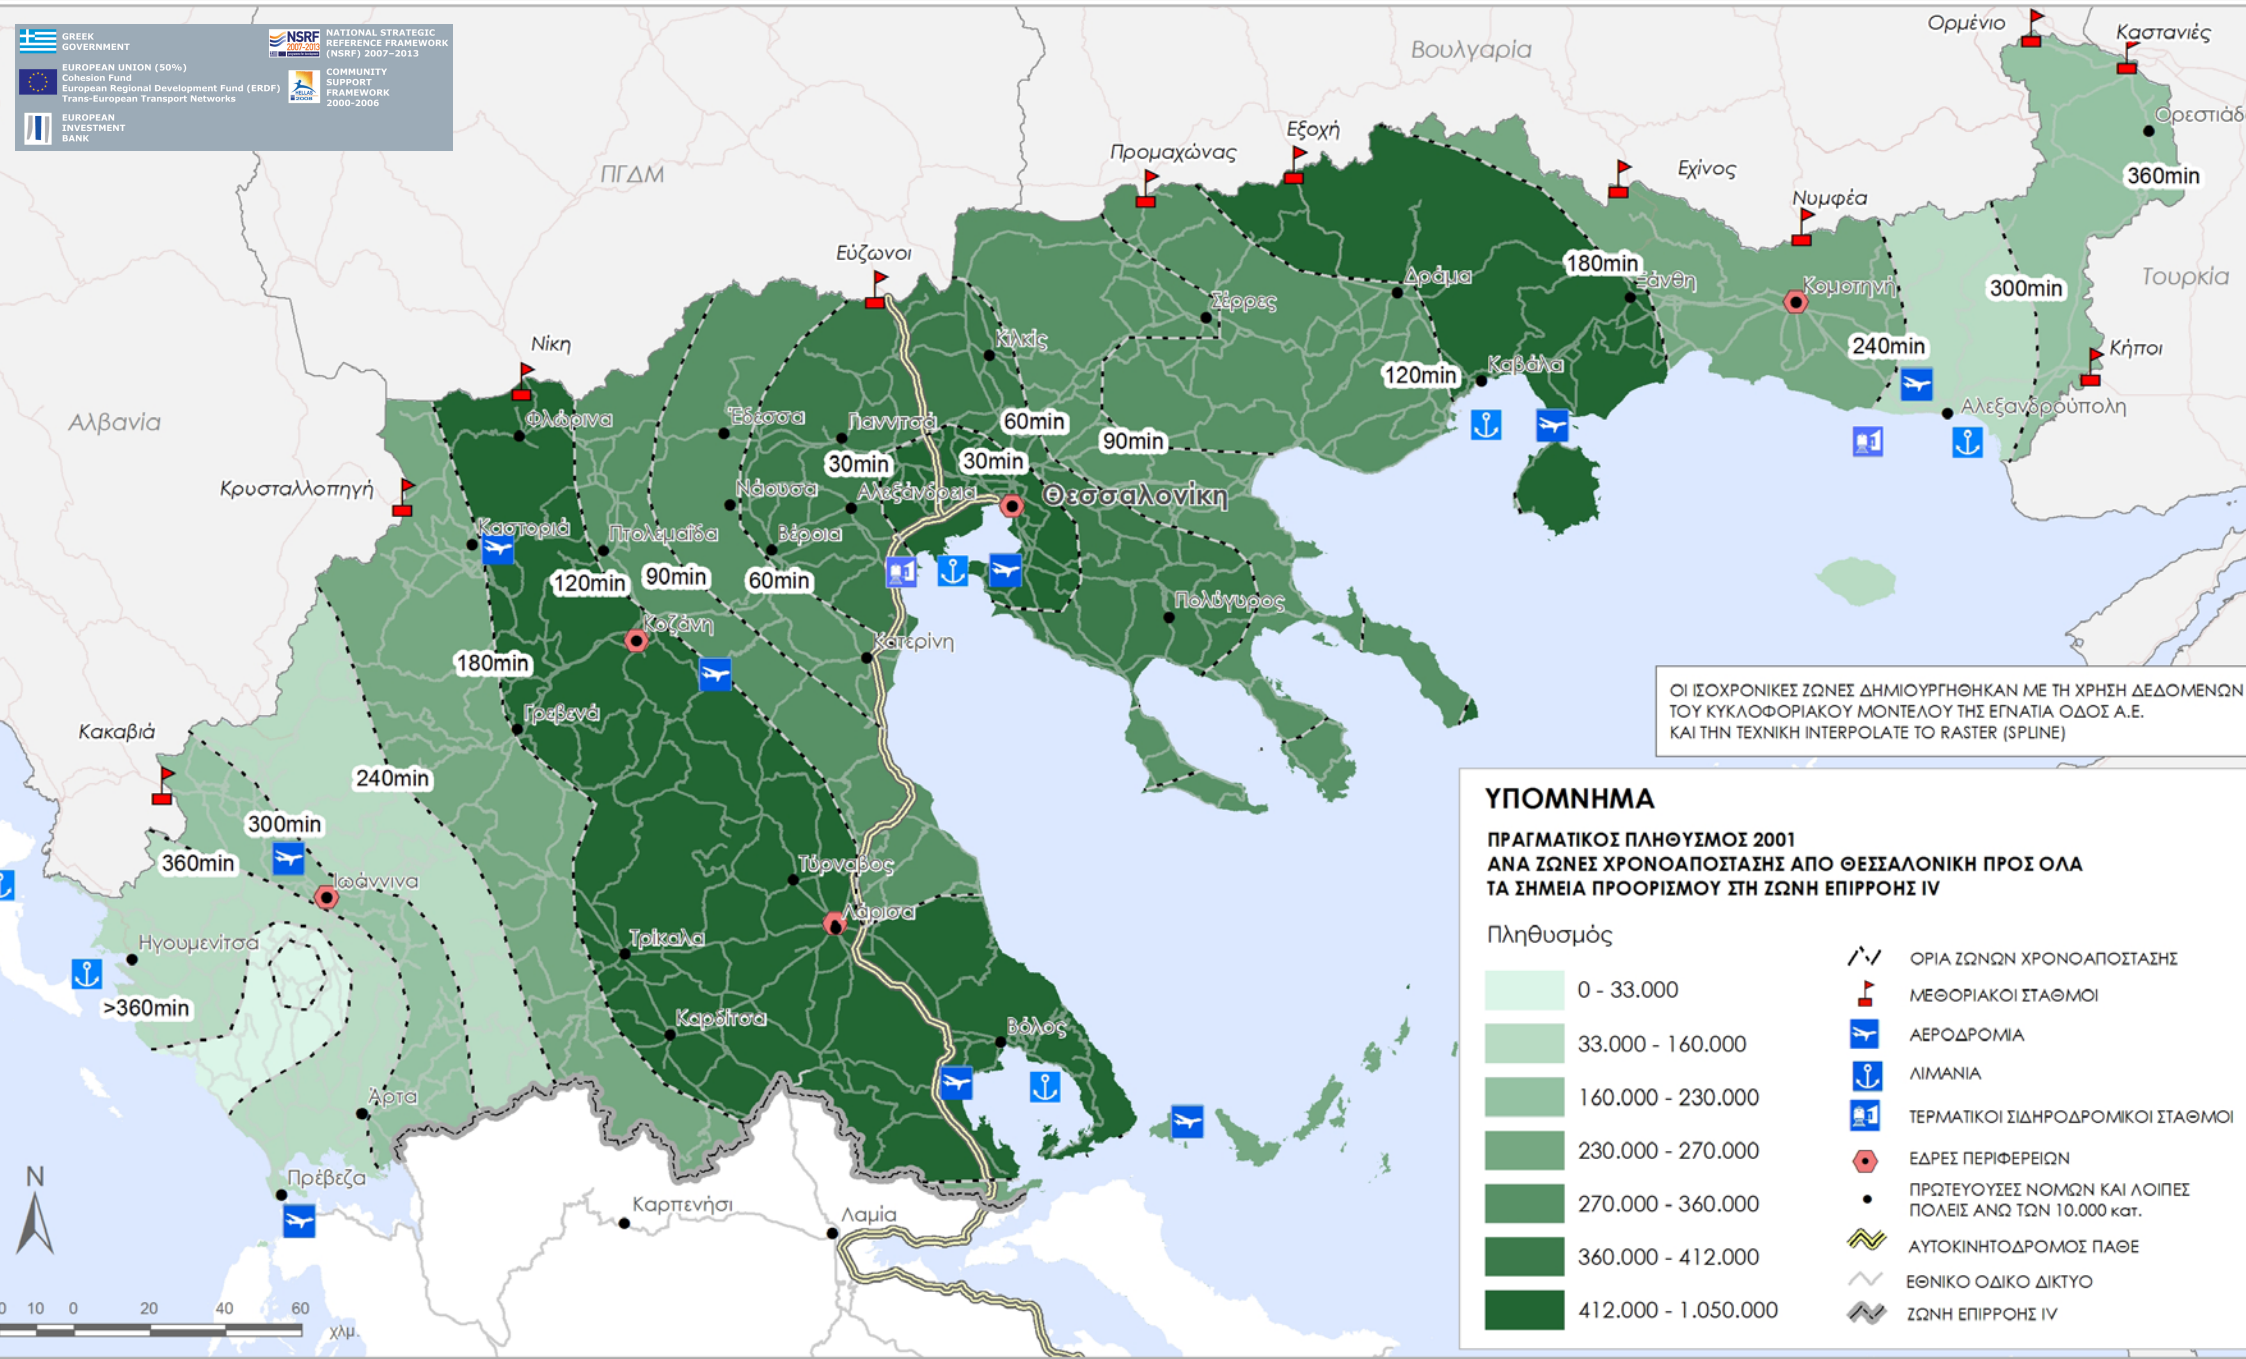 GREEK
GOVERNMENT
EUROPEAN UNION (50%)
Cohesion Fund
European Regional Development Fund (ERDF)
Trans-European Transport Networks
EUROPEAN
INVESTMENT
BANK
NSRF
2007-2013
NATIONAL STRATEGIC
REFERENCE FRAMEWORK
(NSRF) 2007-2013
COMMUNITY
SUPPORT
FRAMEWORK
2000-2006
Βουλγαρία
Ορμένιο
Καστανιές
Ορεστιάδ
360min
Εξοχή
Προμαχώνας
Εχίνος
Νυμφέα
ΠΓΔΜ
Εύζωνοι
180min
Ξάνθη
Κομοτηνή
Τουρκία
300min
Δράμα
Σέρρες
Κιλκίς
Νίκη
240min
Κήποι
120min
Καβάλα
Αλεξανδρούπολη
Αλβανία
Φλώρινα
Έδεσσα
Γιαννιτσά
60min
90min
30min
30min
Κρυσταλλοπηγή
Νάουσα
Αλεξάνδρεια
Θεσσαλονίκη
Καστοριά
Πτολεμαΐδα
Βέροια
120min
90min
60min
Πολύγυρος
Κοζάνη
Κατερίνη
180min
Γρεβενά
Κακαβιά
240min
300min
360min
Ιωάννινα
Τύρναβος
Λάρισα
Ηγουμενίτσα
Τρίκαλα
>360min
Καρδίτσα
Βόλος
Άρτα
Πρέβεζα
Καρπενήσι
Λαμία
N
10 0 20 40 60
χλμ.
ΟΙ ΙΣΟΧΡΟΝΙΚΕΣ ΖΩΝΕΣ ΔΗΜΙΟΥΡΓΗΘΗΚΑΝ ΜΕ ΤΗ ΧΡΗΣΗ ΔΕΔΟΜΕΝΩΝ
ΤΟΥ ΚΥΚΛΟΦΟΡΙΑΚΟΥ ΜΟΝΤΕΛΟΥ ΤΗΣ ΕΓΝΑΤΙΑ ΟΔΟΣ Α.Ε.
ΚΑΙ ΤΗΝ ΤΕΧΝΙΚΗ INTERPOLATE TO RASTER (SPLINE)
ΥΠΟΜΝΗΜΑ
ΠΡΑΓΜΑΤΙΚΟΣ ΠΛΗΘΥΣΜΟΣ 2001
ΑΝΑ ΖΩΝΕΣ ΧΡΟΝΟΑΠΟΣΤΑΣΗΣ ΑΠΟ ΘΕΣΣΑΛΟΝΙΚΗ ΠΡΟΣ ΟΛΑ
ΤΑ ΣΗΜΕΙΑ ΠΡΟΟΡΙΣΜΟΥ ΣΤΗ ΖΩΝΗ ΕΠΙΡΡΟΗΣ IV
Πληθυσμός
0 - 33.000
33.000 - 160.000
160.000 - 230.000
230.000 - 270.000
270.000 - 360.000
360.000 - 412.000
412.000 - 1.050.000
ΟΡΙΑ ΖΩΝΩΝ ΧΡΟΝΟΑΠΟΣΤΑΣΗΣ
ΜΕΘΟΡΙΑΚΟΙ ΣΤΑΘΜΟΙ
ΑΕΡΟΔΡΟΜΙΑ
ΛΙΜΑΝΙΑ
ΤΕΡΜΑΤΙΚΟΙ ΣΙΔΗΡΟΔΡΟΜΙΚΟΙ ΣΤΑΘΜΟΙ
ΕΔΡΕΣ ΠΕΡΙΦΕΡΕΙΩΝ
ΠΡΩΤΕΥΟΥΣΕΣ ΝΟΜΩΝ ΚΑΙ ΛΟΙΠΕΣ
ΠΟΛΕΙΣ ΑΝΩ ΤΩΝ 10.000 κατ.
ΑΥΤΟΚΙΝΗΤΟΔΡΟΜΟΣ ΠΑΘΕ
ΕΘΝΙΚΟ ΟΔΙΚΟ ΔΙΚΤΥΟ
ΖΩΝΗ ΕΠΙΡΡΟΗΣ IV